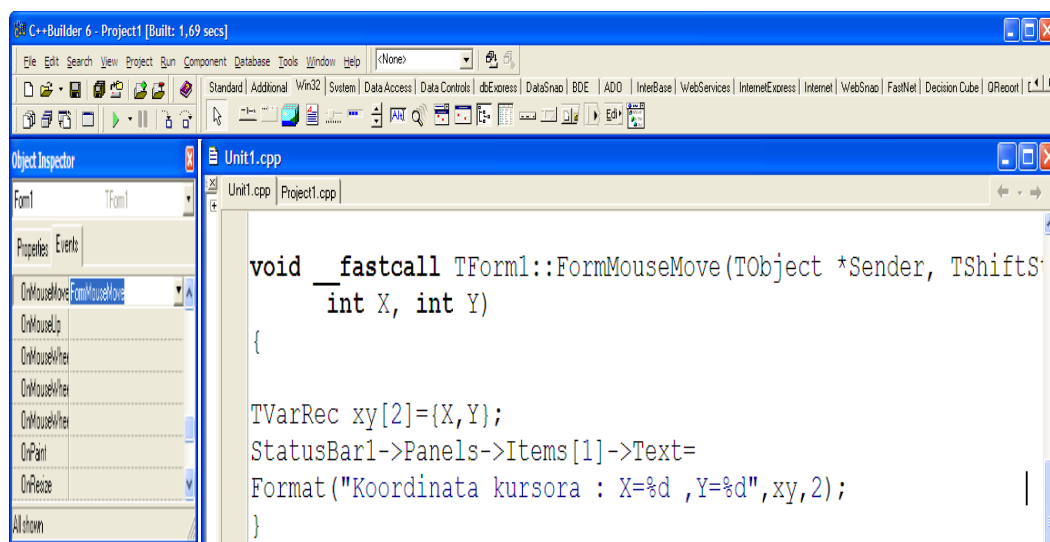 C++Builder 6 - Project1 [Built: 1,69 secs]
File Edit Search View Project Run Component Database Tools Window Help <None>
Standard Additional Win32 System Data Access Data Controls dbExpress DataSnap BDE ADO InterBase WebServices InternetExpress Internet WebSnap FastNet Decision Cube QReport
Object Inspector
Form1 TForm1
Properties Events
OnMouseMove FormMouseMove
OnMouseUp
OnMouseWhe
OnMouseWhe
OnMouseWhe
OnPaint
OnResize
All shown
Unit1.cpp
Unit1.cpp Project1.cpp
void __fastcall TForm1::FormMouseMove(TObject *Sender, TShiftSt
int X, int Y)
{
TVarRec xy[2]={X,Y};
StatusBar1->Panels->Items[1]->Text=
Format("Koordinata kursora : X=%d ,Y=%d",xy,2);
}